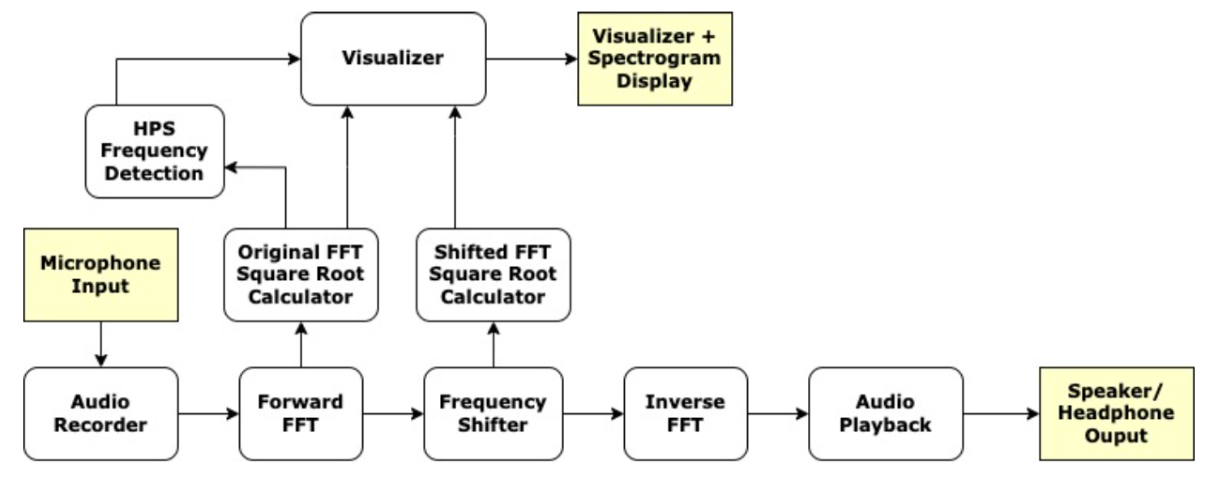 Visualizer
Visualizer +
Spectrogram
Display
HPS
Frequency
Detection
Microphone
Input
Original FFT
Square Root
Calculator
Shifted FFT
Square Root
Calculator
Audio
Recorder
Forward
FFT
Frequency
Shifter
Inverse
FFT
Audio
Playback
Speaker/
Headphone
Ouput